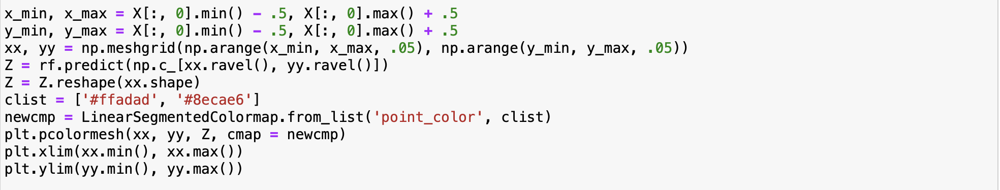 x_min, x_max = X[:, 0].min() - .5, X[:, 0].max() + .5
y_min, y_max = X[:, 0].min() - .5, X[:, 0].max() + .5
xx, yy = np.meshgrid(np.arange(x_min, x_max, .05), np.arange(y_min, y_max, .05))
Z = rf.predict(np.c_[xx.ravel(), yy.ravel()])
Z = Z.reshape(xx.shape)
clist = ['#ffadad', '#8ecae6']
newcmp = LinearSegmentedColormap.from_list('point_color', clist)
plt.pcolormesh(xx, yy, Z, cmap = newcmp)
plt.xlim(xx.min(), xx.max())
plt.ylim(yy.min(), yy.max())